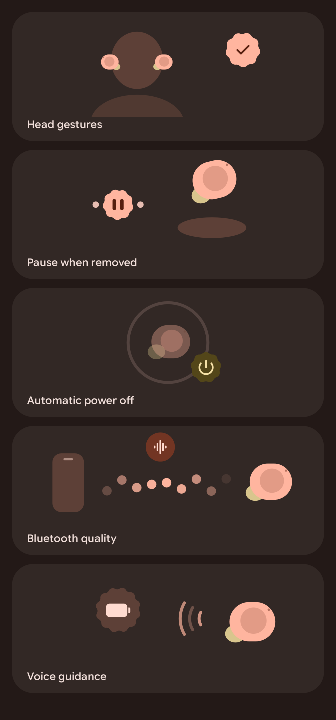 Head gestures
Pause when removed
Automatic power off
Bluetooth quality
Voice guidance